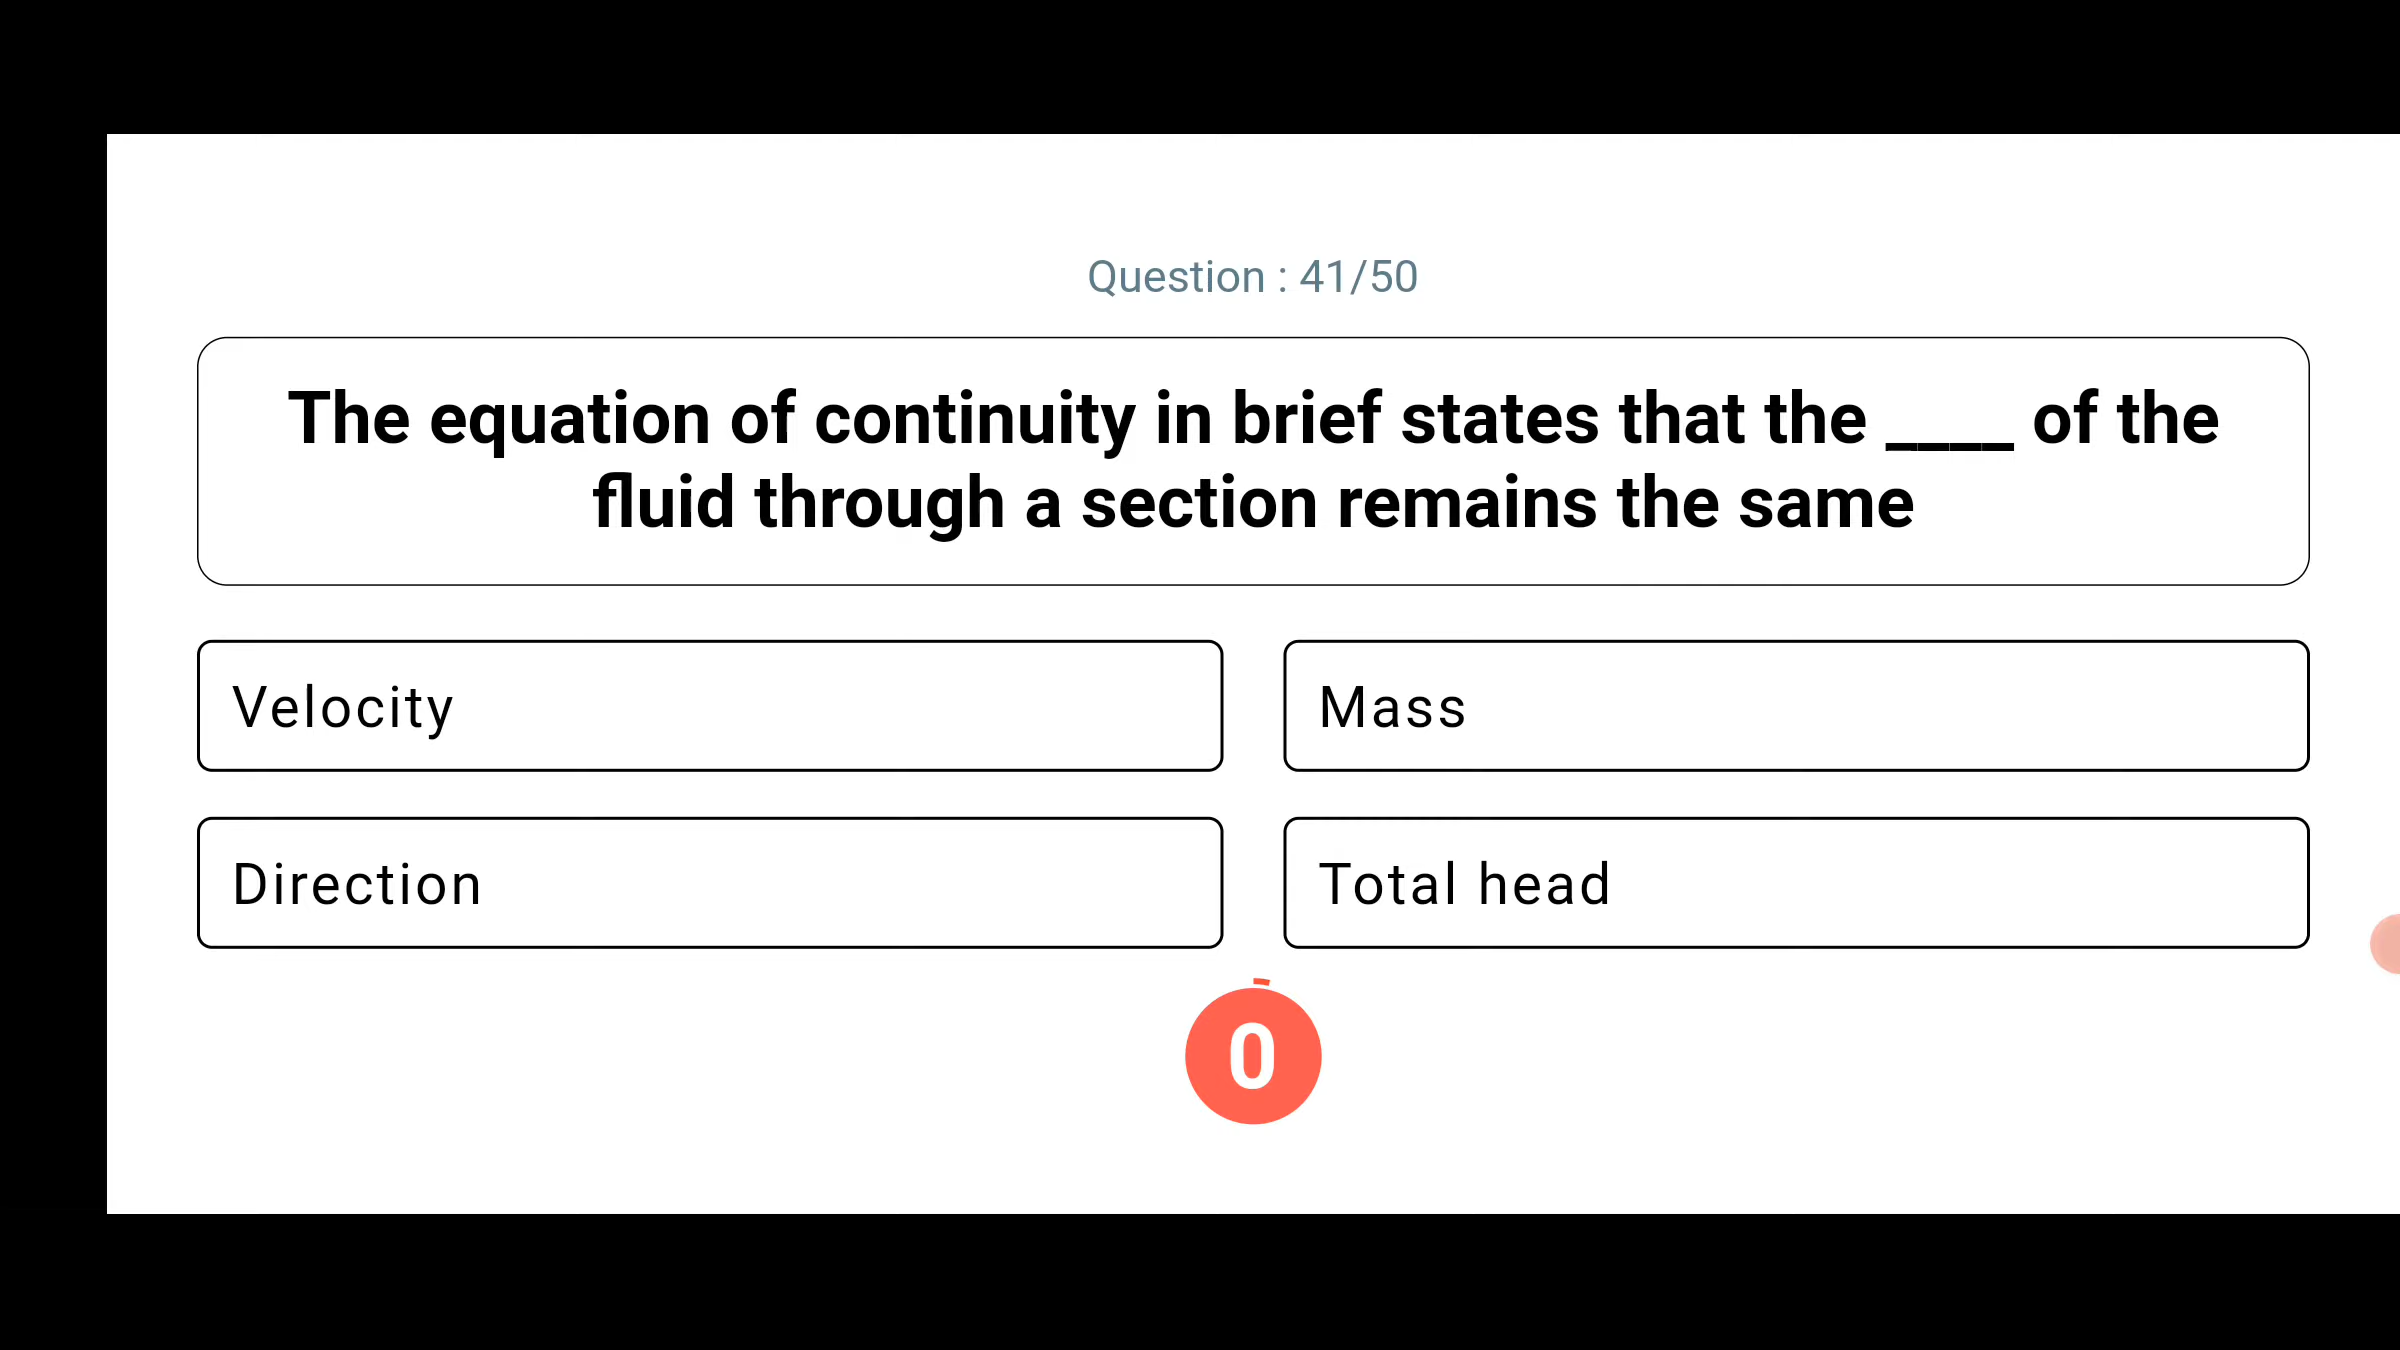 Question : 41/50
The equation of continuity in brief states that the ____ of the
fluid through a section remains the same
Velocity
Mass
Direction
Total head
0